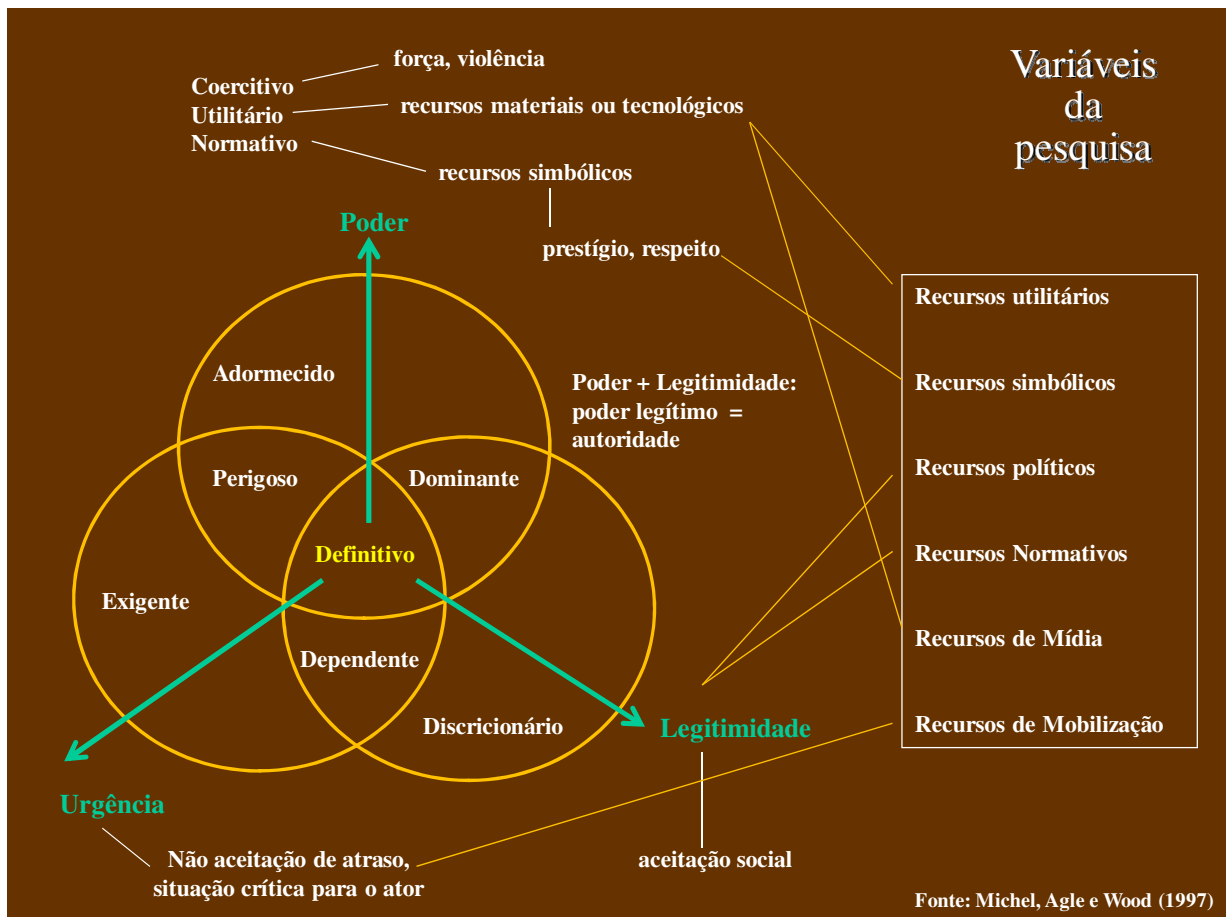 Variáveis
da
pesquisa
força, violência
Coercitivo
Utilitário
Normativo
recursos materiais ou tecnológicos
recursos simbólicos
prestígio, respeito
Poder
Adormecido
Poder + Legitimidade:
poder legítimo =
autoridade
Perigoso
Dominante
Definitivo
Exigente
Dependente
Discricionário
Legitimidade
Urgência
Não aceitação de atraso,
situação crítica para o ator
aceitação social
Recursos utilitários
Recursos simbólicos
Recursos políticos
Recursos Normativos
Recursos de Mídia
Recursos de Mobilização
Fonte: Michel, Agle e Wood (1997)